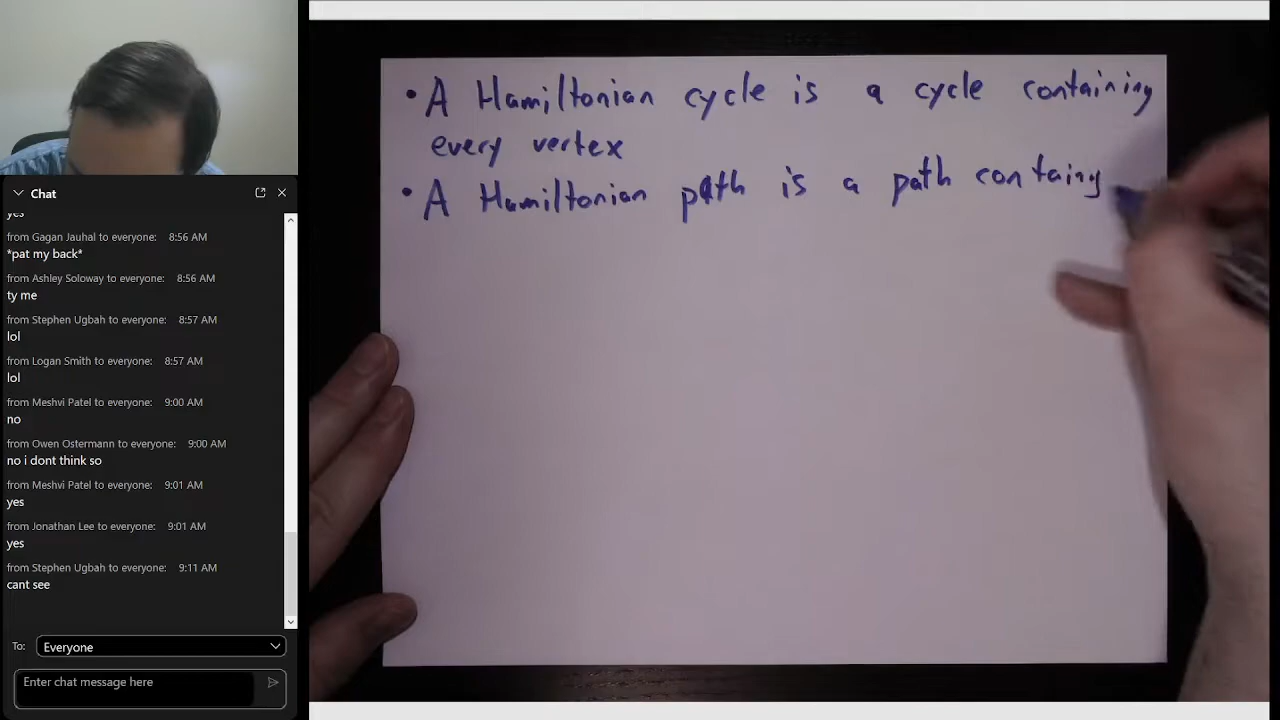 Chat
yes
from Gagan Jauhal to everyone: 8:56 AM
*pat my back*
from Ashley Soloway to everyone: 8:56 AM
ty me
from Stephen Ugbah to everyone: 8:57 AM
lol
from Logan Smith to everyone: 8:57 AM
lol
from Meshvi Patel to everyone: 9:00 AM
no
from Owen Ostermann to everyone: 9:00 AM
no i dont think so
from Meshvi Patel to everyone: 9:01 AM
yes
from Jonathan Lee to everyone: 9:01 AM
yes
from Stephen Ugbah to everyone: 9:11 AM
cant see
To: Everyone
Enter chat message here
• A Hamiltonian cycle is a cycle containing
every vertex
• A Hamiltonian path is a path containg